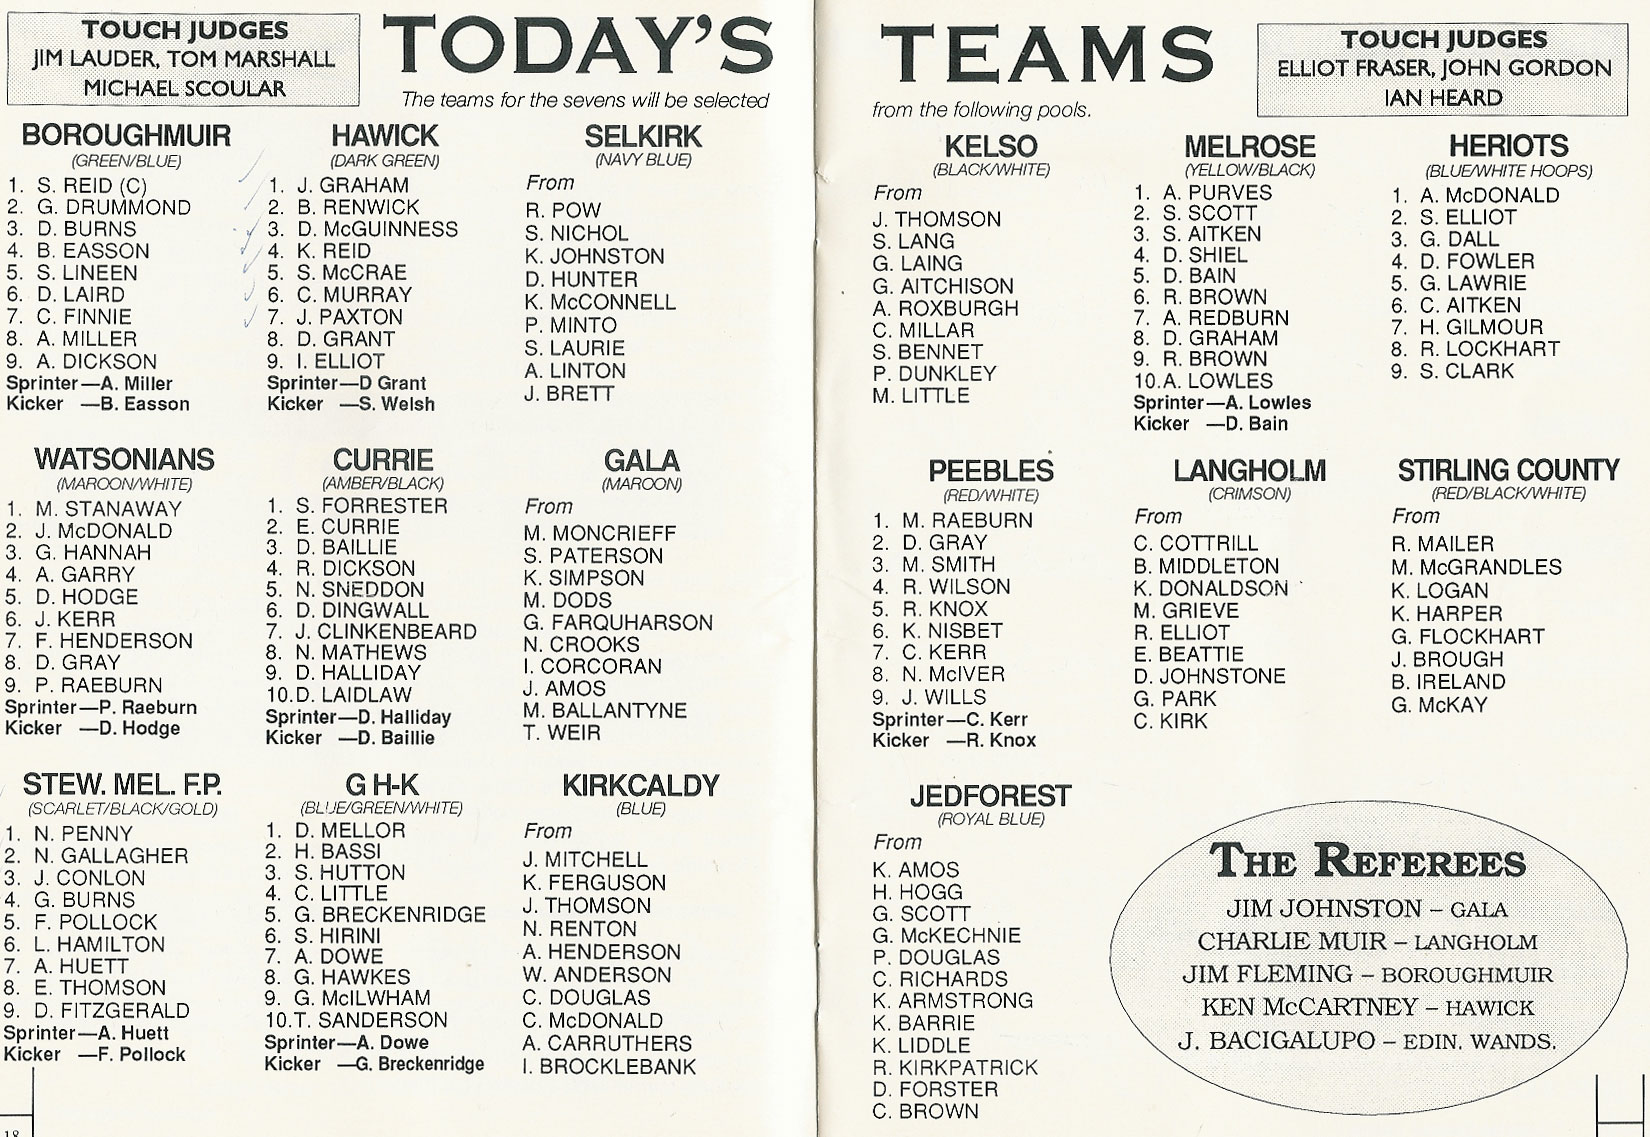 TOUCH JUDGES
JIM LAUDER, TOM MARSHALL
MICHAEL SCOULAR
TODAY'S
The teams for the sevens will be selected
BOROUGHMUIR
(GREEN/BLUE)
1. S. REID (C)
2. G. DRUMMOND
3. D. BURNS
4. B. EASSON
5. S. LINEEN
6. D. LAIRD
7. C. FINNIE
8. A. MILLER
9. A. DICKSON
Sprinter—A. Miller
Kicker —B. Easson
HAWICK
(DARK GREEN)
1. J. GRAHAM
2. B. RENWICK
3. D. McGUINNESS
4. K. REID
5. S. McCRAE
6. C. MURRAY
7. J. PAXTON
8. D. GRANT
9. I. ELLIOT
Sprinter—D Grant
Kicker —S. Welsh
SELKIRK
(NAVY BLUE)
From
R. POW
S. NICHOL
K. JOHNSTON
D. HUNTER
K. McCONNELL
P. MINTO
S. LAURIE
A. LINTON
J. BRETT
WATSONIANS
(MAROON/WHITE)
1. M. STANAWAY
2. J. McDONALD
3. G. HANNAH
4. A. GARRY
5. D. HODGE
6. J. KERR
7. F. HENDERSON
8. D. GRAY
9. P. RAEBURN
Sprinter—P. Raeburn
Kicker —D. Hodge
CURRIE
(AMBER/BLACK)
1. S. FORRESTER
2. E. CURRIE
3. D. BAILLIE
4. R. DICKSON
5. N. SNEDDON
6. D. DINGWALL
7. J. CLINKENBEARD
8. N. MATHEWS
9. D. HALLIDAY
10.D. LAIDLAW
Sprinter—D. Halliday
Kicker —D. Baillie
GALA
(MAROON)
From
M. MONCRIEFF
S. PATERSON
K. SIMPSON
M. DODS
G. FARQUHARSON
N. CROOKS
I. CORCORAN
J. AMOS
M. BALLANTYNE
T. WEIR
STEW. MEL. F.P.
(SCARLET/BLACK/GOLD)
1. N. PENNY
2. N. GALLAGHER
3. J. CONLON
4. G. BURNS
5. F. POLLOCK
6. L. HAMILTON
7. A. HUETT
8. E. THOMSON
9. D. FITZGERALD
Sprinter—A. Huett
Kicker —F. Pollock
G H-K
(BLUE/GREEN/WHITE)
1. D. MELLOR
2. H. BASSI
3. S. HUTTON
4. C. LITTLE
5. G. BRECKENRIDGE
6. S. HIRINI
7. A. DOWE
8. G. HAWKES
9. G. McILWHAM
10.T. SANDERSON
Sprinter—A. Dowe
Kicker —G. Breckenridge
KIRKCALDY
(BLUE)
From
J. MITCHELL
K. FERGUSON
J. THOMSON
N. RENTON
A. HENDERSON
W. ANDERSON
C. DOUGLAS
C. McDONALD
A. CARRUTHERS
I. BROCKLEBANK
18
TEAMS
from the following pools.
TOUCH JUDGES
ELLIOT FRASER, JOHN GORDON
IAN HEARD
KELSO
(BLACK/WHITE)
From
J. THOMSON
S. LANG
G. LAING
G. AITCHISON
A. ROXBURGH
C. MILLAR
S. BENNET
P. DUNKLEY
M. LITTLE
MELROSE
(YELLOW/BLACK)
1. A. PURVES
2. S. SCOTT
3. S. AITKEN
4. D. SHIEL
5. D. BAIN
6. R. BROWN
7. A. REDBURN
8. D. GRAHAM
9. R. BROWN
10.A. LOWLES
Sprinter—A. Lowles
Kicker —D. Bain
HERIOTS
(BLUE/WHITE HOOPS)
1. A. McDONALD
2. S. ELLIOT
3. G. DALL
4. D. FOWLER
5. G. LAWRIE
6. C. AITKEN
7. H. GILMOUR
8. R. LOCKHART
9. S. CLARK
PEEBLES
(RED/WHITE)
1. M. RAEBURN
2. D. GRAY
3. M. SMITH
4. R. WILSON
5. R. KNOX
6. K. NISBET
7. C. KERR
8. N. McIVER
9. J. WILLS
Sprinter—C. Kerr
Kicker —R. Knox
LANGHOLM
(CRIMSON)
From
C. COTTRILL
B. MIDDLETON
K. DONALDSON
M. GRIEVE
R. ELLIOT
E. BEATTIE
D. JOHNSTONE
G. PARK
C. KIRK
STIRLING COUNTY
(RED/BLACK/WHITE)
From
R. MAILER
M. McGRANDLES
K. LOGAN
K. HARPER
G. FLOCKHART
J. BROUGH
B. IRELAND
G. McKAY
JEDFOREST
(ROYAL BLUE)
From
K. AMOS
H. HOGG
G. SCOTT
G. McKECHNIE
P. DOUGLAS
C. RICHARDS
K. ARMSTRONG
K. BARRIE
K. LIDDLE
R. KIRKPATRICK
D. FORSTER
C. BROWN
THE REFEREES
JIM JOHNSTON – GALA
CHARLIE MUIR – LANGHOLM
JIM FLEMING – BOROUGHMUIR
KEN McCARTNEY – HAWICK
J. BACIGALUPO – EDIN. WANDS.